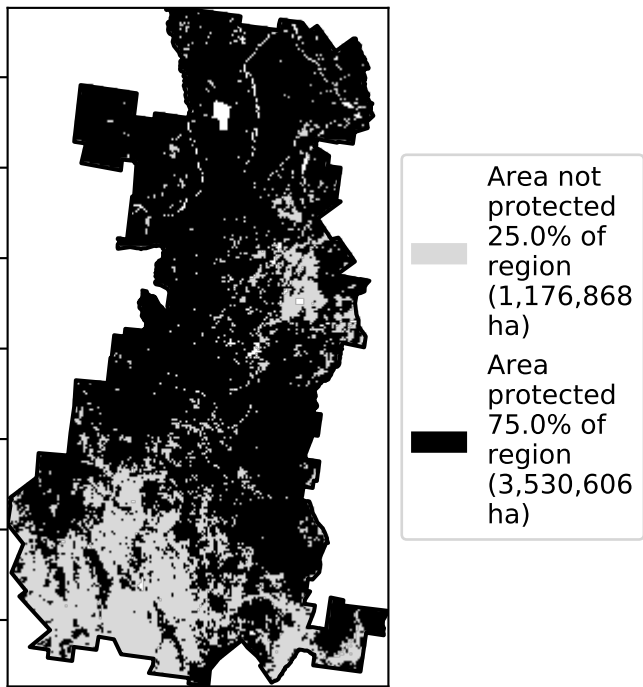 Area not
protected
25.0% of
region
(1,176,868
ha)
Area
protected
75.0% of
region
(3,530,606
ha)